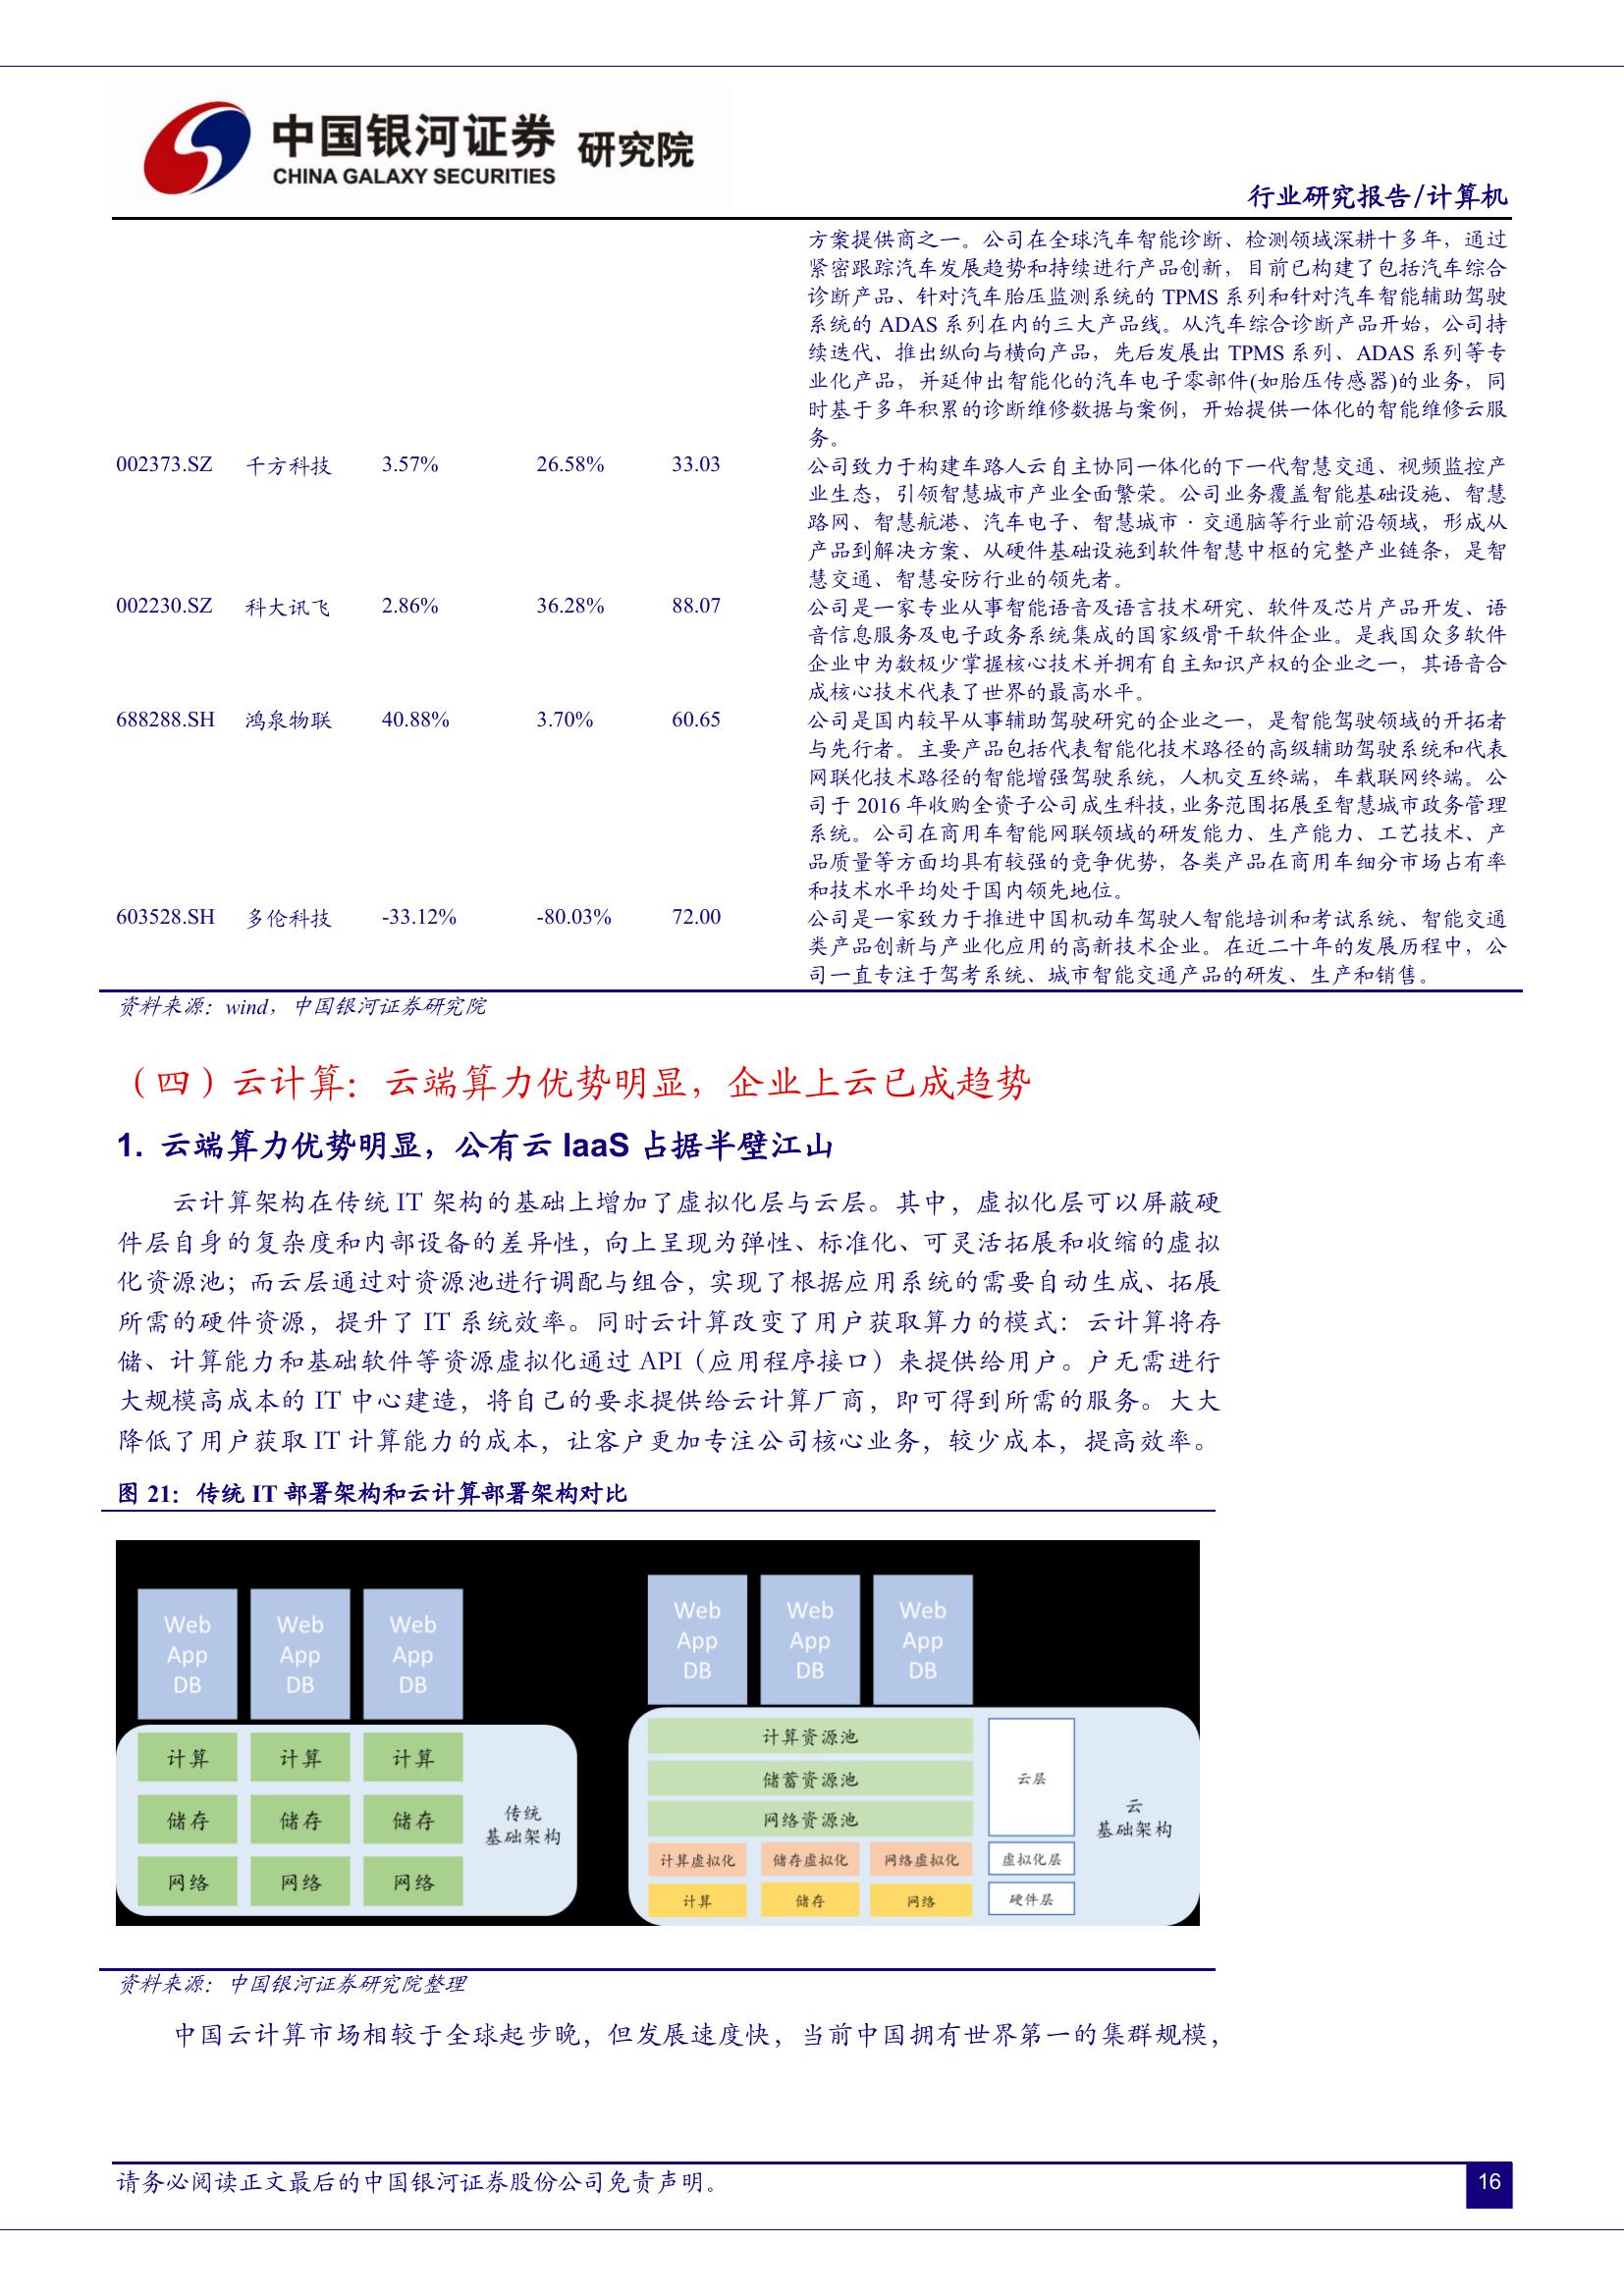 中国银河证券 研究院
CHINA GALAXY SECURITIES
行业研究报告/计算机
方案提供商之一。公司在全球汽车智能诊断、检测领域深耕十多年，通过
紧密跟踪汽车发展趋势和持续进行产品创新，目前已构建了包括汽车综合
诊断产品、针对汽车胎压监测系统的 TPMS 系列和针对汽车智能辅助驾驶
系统的 ADAS 系列在内的三大产品线。从汽车综合诊断产品开始，公司持
续迭代、推出纵向与横向产品，先后发展出 TPMS 系列、ADAS 系列等专
业化产品，并延伸出智能化的汽车电子零部件(如胎压传感器)的业务，同
时基于多年积累的诊断维修数据与案例，开始提供一体化的智能维修云服
务。
002373.SZ 千方科技 3.57% 26.58% 33.03 公司致力于构建车路人云自主协同一体化的下一代智慧交通、视频监控产
业生态，引领智慧城市产业全面繁荣。公司业务覆盖智能基础设施、智慧
路网、智慧航港、汽车电子、智慧城市·交通脑等行业前沿领域，形成从
产品到解决方案、从硬件基础设施到软件智慧中枢的完整产业链条，是智
慧交通、智慧安防行业的领先者。
002230.SZ 科大讯飞 2.86% 36.28% 88.07 公司是一家专业从事智能语音及语言技术研究、软件及芯片产品开发、语
音信息服务及电子政务系统集成的国家级骨干软件企业。是我国众多软件
企业中为数极少掌握核心技术并拥有自主知识产权的企业之一，其语音合
成核心技术代表了世界的最高水平。
688288.SH 鸿泉物联 40.88% 3.70% 60.65 公司是国内较早从事辅助驾驶研究的企业之一，是智能驾驶领域的开拓者
与先行者。主要产品包括代表智能化技术路径的高级辅助驾驶系统和代表
网联化技术路径的智能增强驾驶系统，人机交互终端，车载联网终端。公
司于 2016 年收购全资子公司成生科技，业务范围拓展至智慧城市政务管理
系统。公司在商用车智能网联领域的研发能力、生产能力、工艺技术、产
品质量等方面均具有较强的竞争优势，各类产品在商用车细分市场占有率
和技术水平均处于国内领先地位。
603528.SH 多伦科技 -33.12% -80.03% 72.00 公司是一家致力于推进中国机动车驾驶人智能培训和考试系统、智能交通
类产品创新与产业化应用的高新技术企业。在近二十年的发展历程中，公
司一直专注于驾考系统、城市智能交通产品的研发、生产和销售。
资料来源：wind，中国银河证券研究院
（四）云计算：云端算力优势明显，企业上云已成趋势
1. 云端算力优势明显，公有云 IaaS 占据半壁江山
云计算架构在传统 IT 架构的基础上增加了虚拟化层与云层。其中，虚拟化层可以屏蔽硬
件层自身的复杂度和内部设备的差异性，向上呈现为弹性、标准化、可灵活拓展和收缩的虚拟
化资源池；而云层通过对资源池进行调配与组合，实现了根据应用系统的需要自动生成、拓展
所需的硬件资源，提升了 IT 系统效率。同时云计算改变了用户获取算力的模式：云计算将存
储、计算能力和基础软件等资源虚拟化通过 API（应用程序接口）来提供给用户。户无需进行
大规模高成本的 IT 中心建造，将自己的要求提供给云计算厂商，即可得到所需的服务。大大
降低了用户获取 IT 计算能力的成本，让客户更加专注公司核心业务，较少成本，提高效率。
图 21：传统 IT 部署架构和云计算部署架构对比
Web Web Web
App App App
DB DB DB
计算 计算 计算
储存 储存 储存
网络 网络 网络
传统
基础架构
Web Web Web
App App App
DB DB DB
计算资源池
储蓄资源池
网络资源池
云层
计算虚拟化 储存虚拟化 网络虚拟化 虚拟化层
计算 储存 网络 硬件层
云
基础架构
资料来源：中国银河证券研究院整理
中国云计算市场相较于全球起步晚，但发展速度快，当前中国拥有世界第一的集群规模，
请务必阅读正文最后的中国银河证券股份公司免责声明。
16